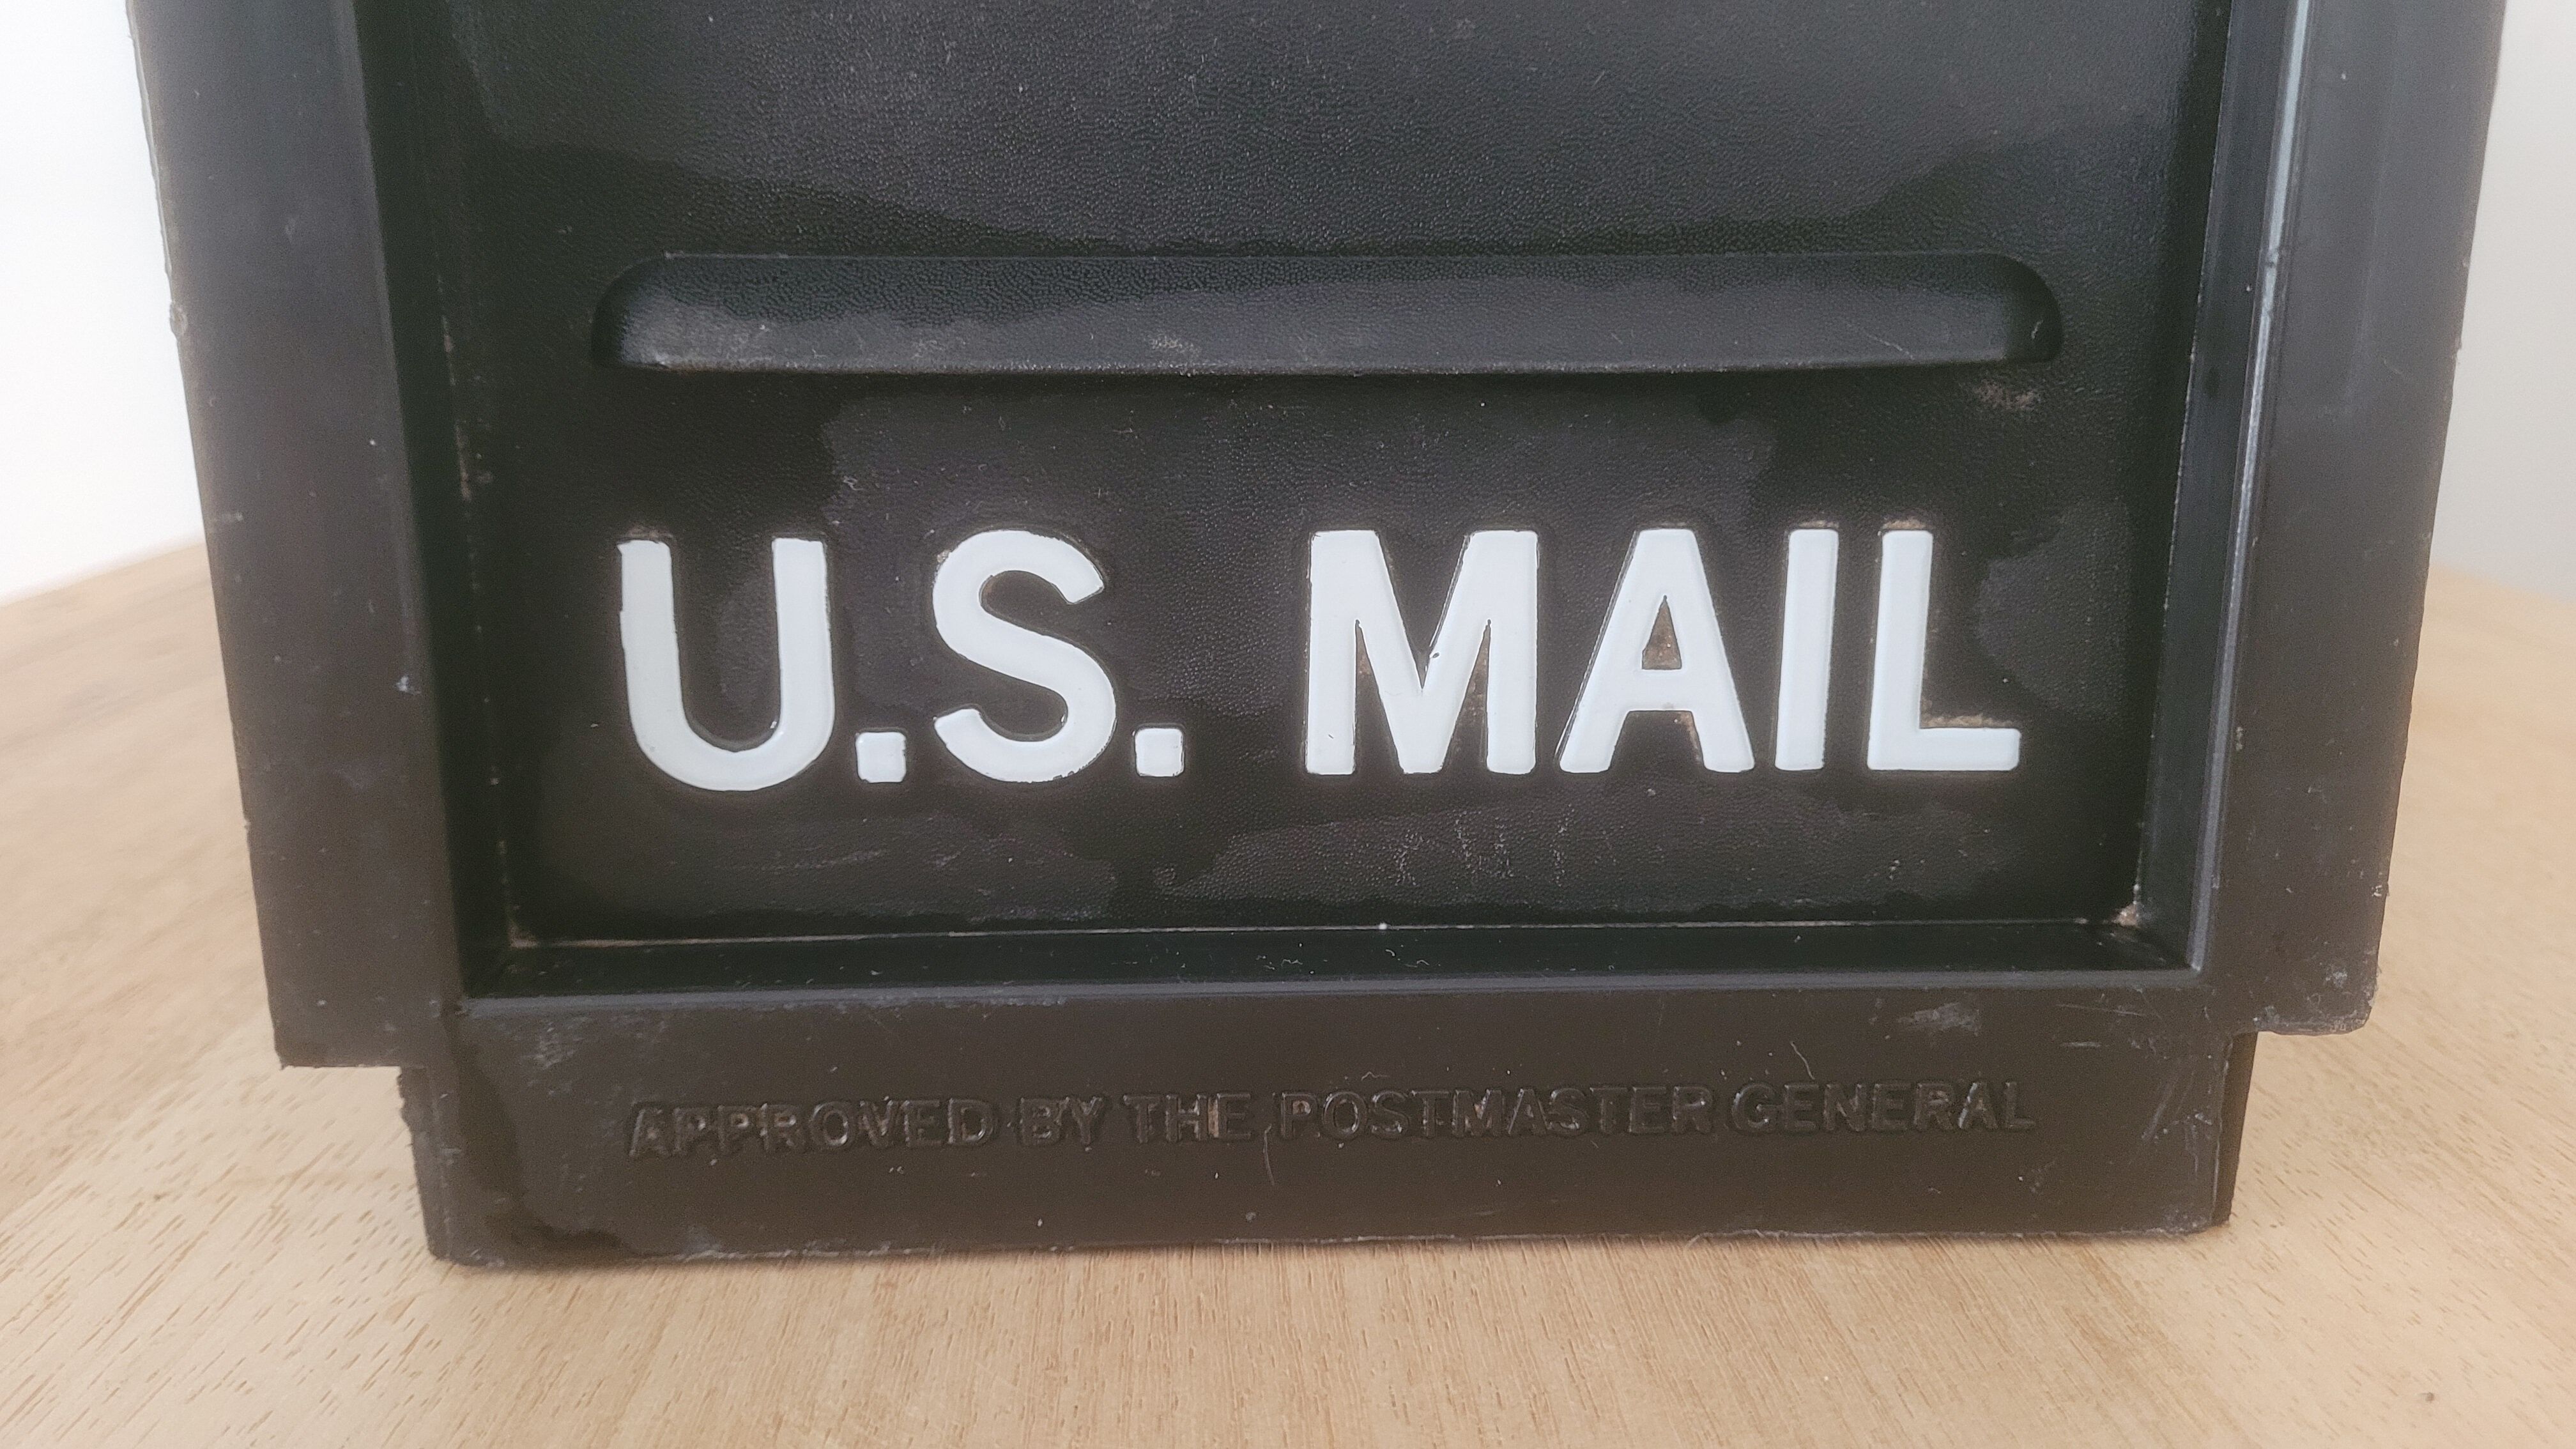 U.S. MAIL
APPROVED BY THE POSTMASTER GENERAL